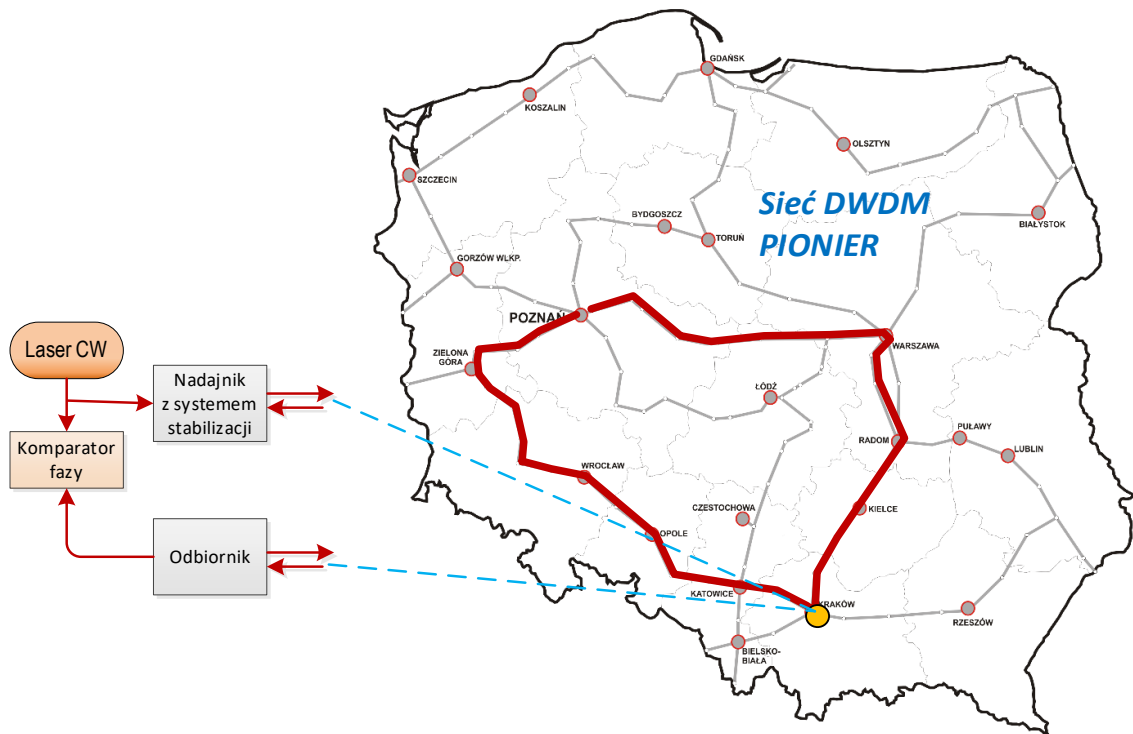 GDAŃSK
KOSZALIN
OLSZTYN
SZCZECIN
Sieć DWDM
PIONIER
BYDGOSZCZ
BIAŁYSTOK
TORUŃ
GORZÓW WLKP.
POZNAŃ
WARSZAWA
Laser CW
ZIELONA
GÓRA
Nadajnik
z systemem
stabilizacji
ŁÓDŹ
Komparator
fazy
RADOM
PUŁAWY
LUBLIN
WROCŁAW
CZESTOCHOWA
KIELCE
OPOLE
Odbiornik
KATOWICE
KRAKÓW
RZESZÓW
BIELSKO-
BIAŁA